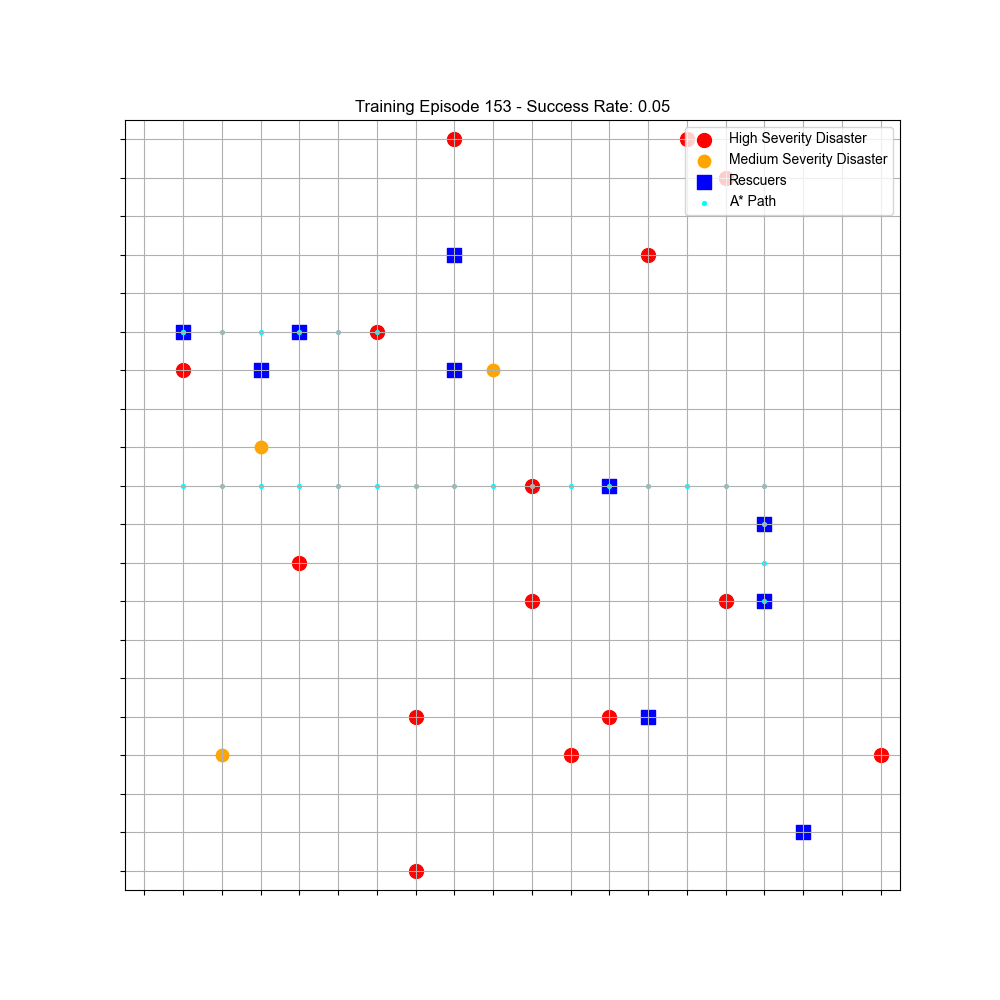 Training Episode 153 - Success Rate: 0.05
High Severity Disaster
Medium Severity Disaster
Rescuers
A* Path